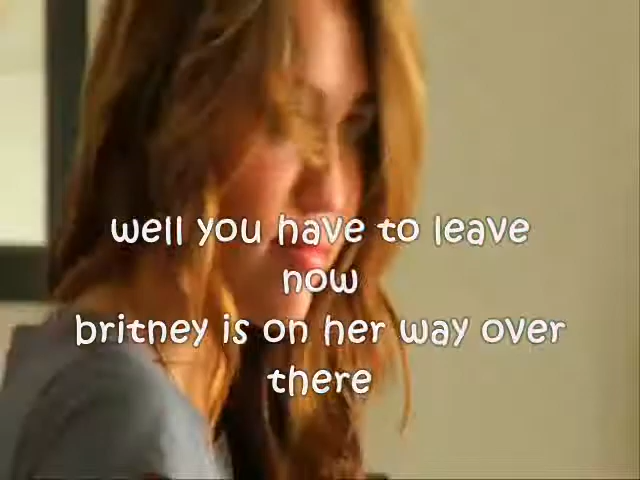 well you have to leave
now
britney is on her way over
there